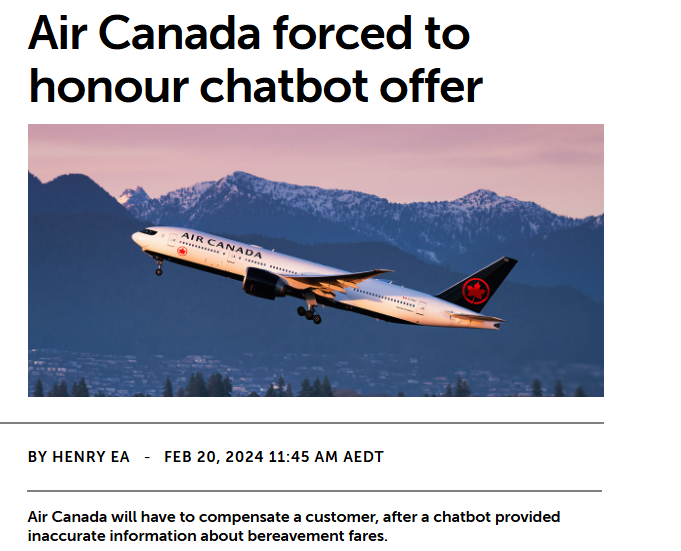 Air Canada forced to
honour chatbot offer
AIR CANADA
BY HENRY EA - FEB 20, 2024 11:45 AM AEDT
Air Canada will have to compensate a customer, after a chatbot provided
inaccurate information about bereavement fares.